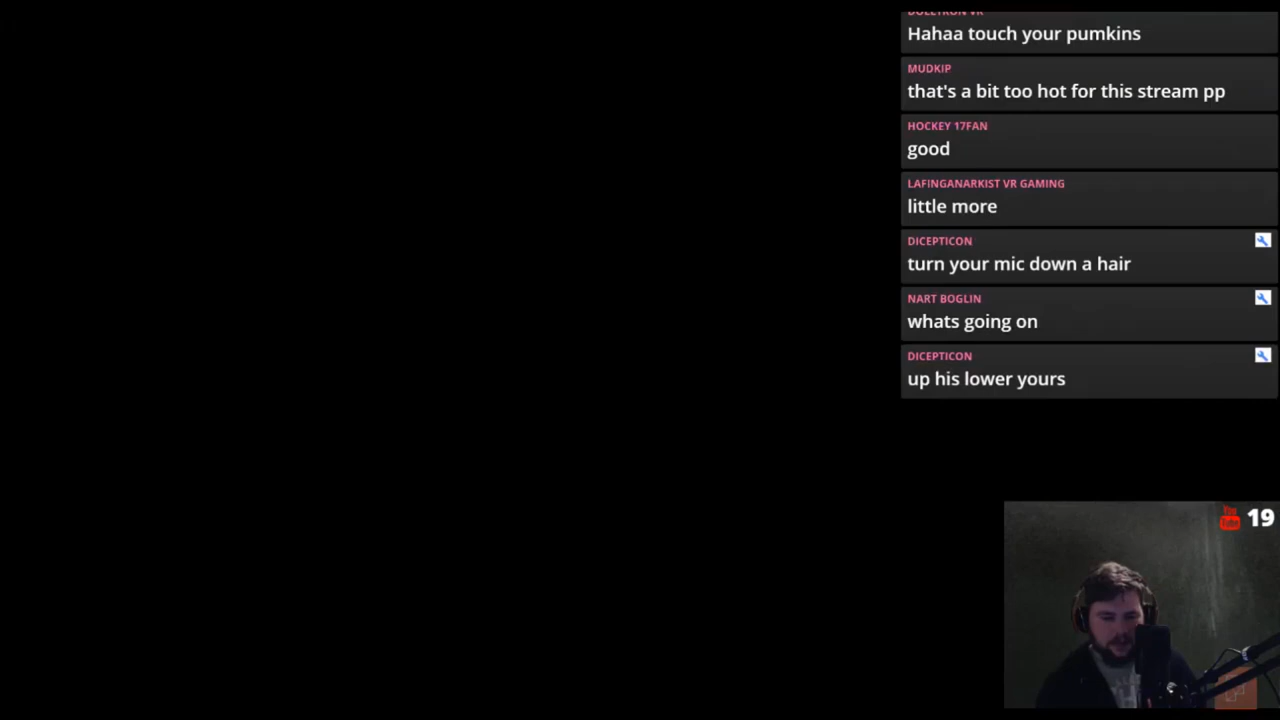 Hahaa touch your pumkins
MUDKIP
that's a bit too hot for this stream pp
HOCKEY 17FAN
good
LAFINGANARKIST VR GAMING
little more
DICEPTICON
turn your mic down a hair
NART BOGLIN
whats going on
DICEPTICON
up his lower yours
You
Tube
19